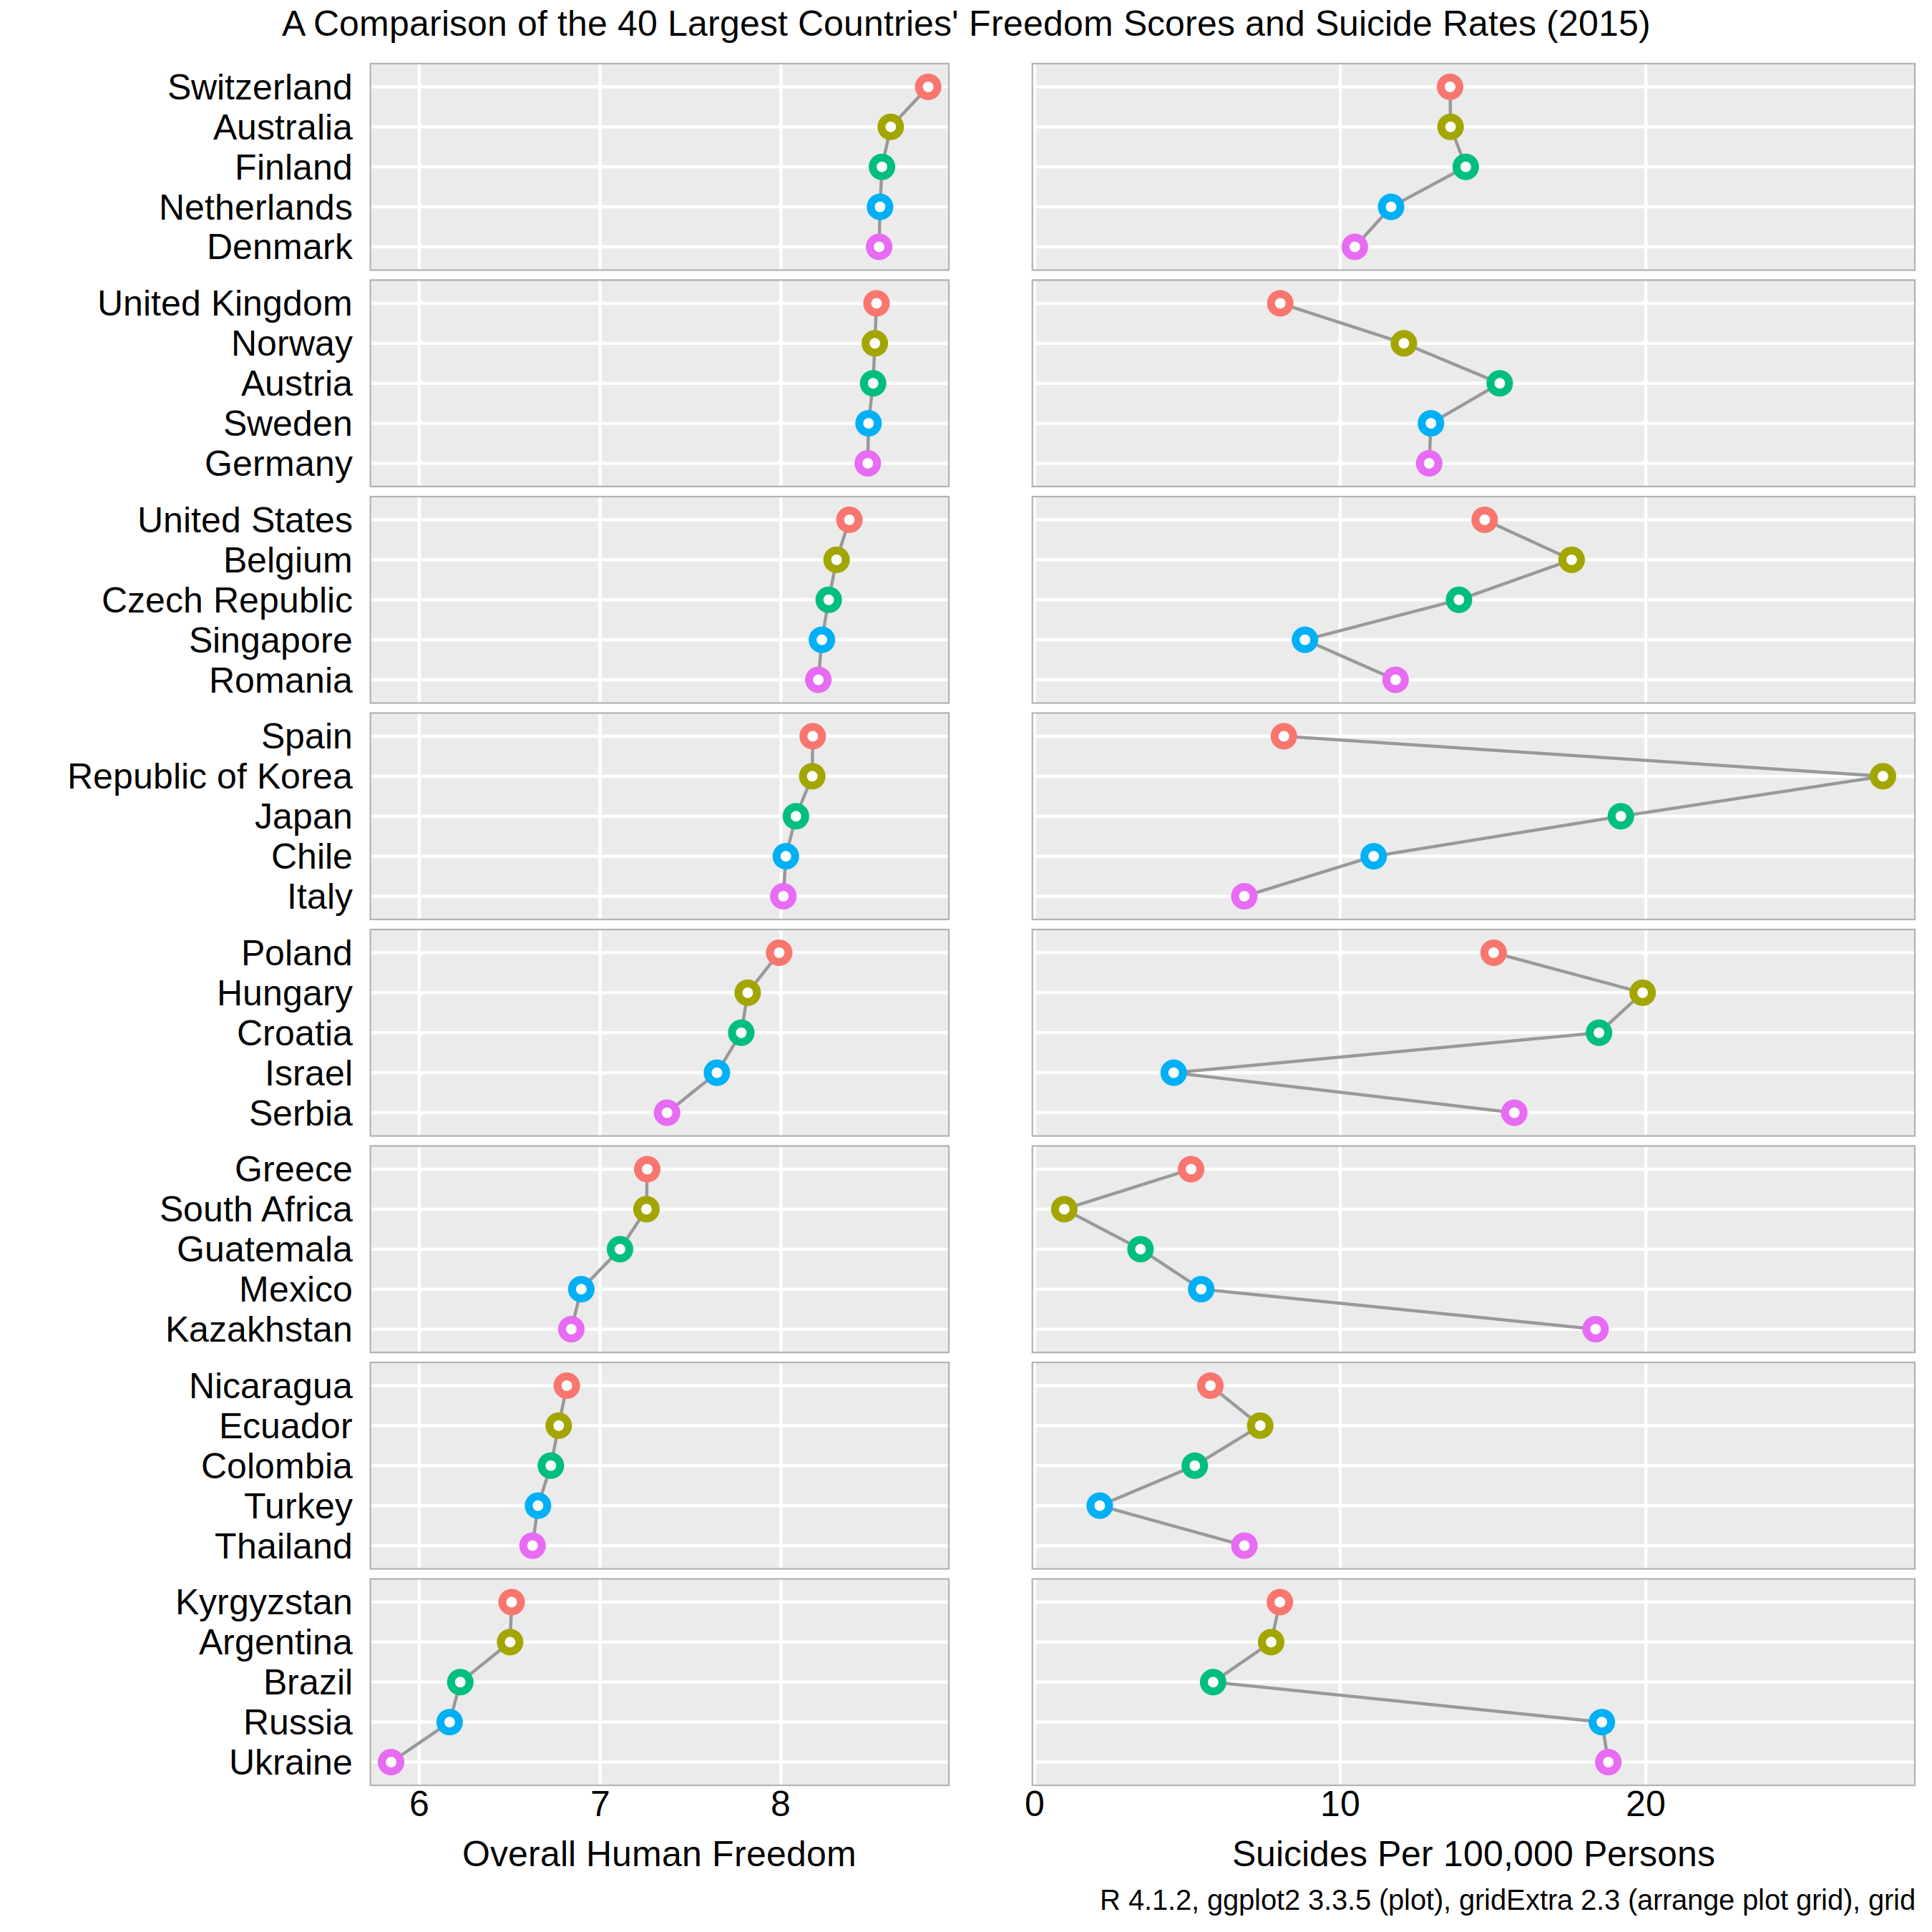 A Comparison of the 40 Largest Countries' Freedom Scores and Suicide Rates (2015)
Switzerland
Australia
Finland
Netherlands
Denmark
United Kingdom
Norway
Austria
Sweden
Germany
United States
Belgium
Czech Republic
Singapore
Romania
Spain
Republic of Korea
Japan
Chile
Italy
Poland
Hungary
Croatia
Israel
Serbia
Greece
South Africa
Guatemala
Mexico
Kazakhstan
Nicaragua
Ecuador
Colombia
Turkey
Thailand
Kyrgyzstan
Argentina
Brazil
Russia
Ukraine
6 7 8
0 10 20
Overall Human Freedom
Suicides Per 100,000 Persons
R 4.1.2, ggplot2 3.3.5 (plot), gridExtra 2.3 (arrange plot grid), grid